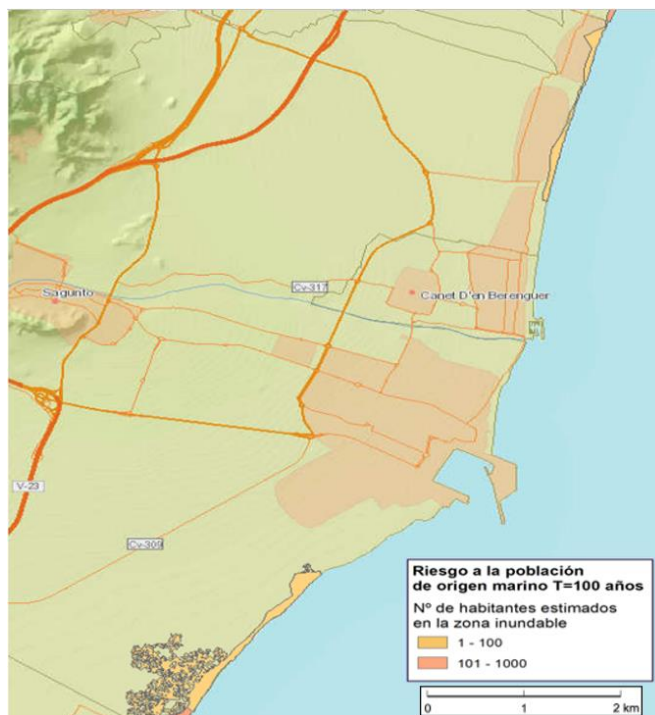 Cv-317
Sagunto
Canet D'en Berenguer
V-23
Cv-309
Riesgo a la población
de origen marino T=100 años
Nº de habitantes estimados
en la zona inundable
1 - 100
101 - 1000
0 1 2 km